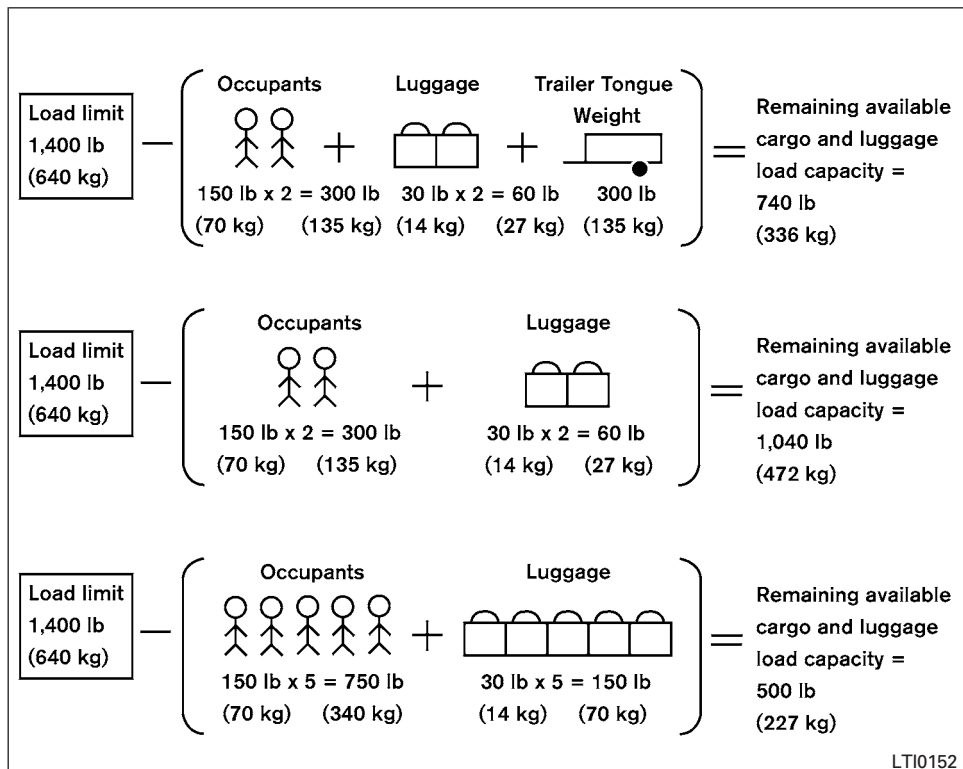 Load limit
1,400 lb
(640 kg)
Occupants
150 lb x 2 = 300 lb
(70 kg) (135 kg)
Luggage
30 lb x 2 = 60 lb
(14 kg) (27 kg)
Trailer Tongue
Weight
300 lb
(135 kg)
Remaining available
cargo and luggage
load capacity =
740 lb
(336 kg)
Load limit
1,400 lb
(640 kg)
Occupants
150 lb x 2 = 300 lb
(70 kg) (135 kg)
Luggage
30 lb x 2 = 60 lb
(14 kg) (27 kg)
Remaining available
cargo and luggage
load capacity =
1,040 lb
(472 kg)
Load limit
1,400 lb
(640 kg)
Occupants
150 lb x 5 = 750 lb
(70 kg) (340 kg)
Luggage
30 lb x 5 = 150 lb
(14 kg) (70 kg)
Remaining available
cargo and luggage
load capacity =
500 lb
(227 kg)
LTI0152